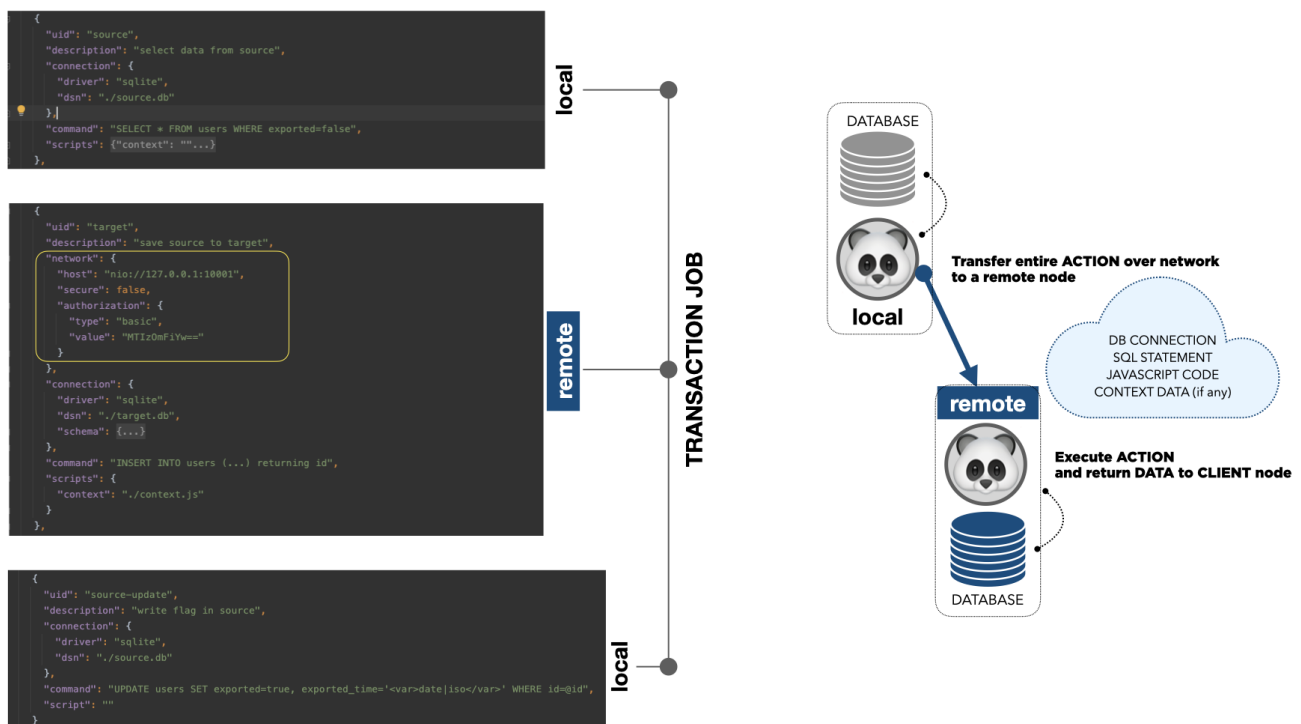 {
"uid": "source",
"description": "select data from source",
"connection": {
"driver": "sqlite",
"dsn": "./source.db"
},
"command": "SELECT * FROM users WHERE exported=false",
"scripts": {"context": ""...}
},
local
{
"uid": "target",
"description": "save source to target",
"network": {
"host": "nio://127.0.0.1:10001",
"secure": false,
"authorization": {
"type": "basic",
"value": "MTIzOmFiYw=="
}
},
"connection": {
"driver": "sqlite",
"dsn": "./target.db",
"schema": {...}
},
"command": "INSERT INTO users (...) returning id",
"scripts": {
"context": "./context.js"
}
},
remote
{
"uid": "source-update",
"description": "write flag in source",
"connection": {
"driver": "sqlite",
"dsn": "./source.db"
},
"command": "UPDATE users SET exported=true, exported_time='<var>date|iso</var>' WHERE id=@id",
"script": ""
}
local
TRANSACTION JOB
DATABASE
local
Transfer entire ACTION over network
to a remote node
DB CONNECTION
SQL STATEMENT
JAVASCRIPT CODE
CONTEXT DATA (if any)
remote
Execute ACTION
and return DATA to CLIENT node
DATABASE